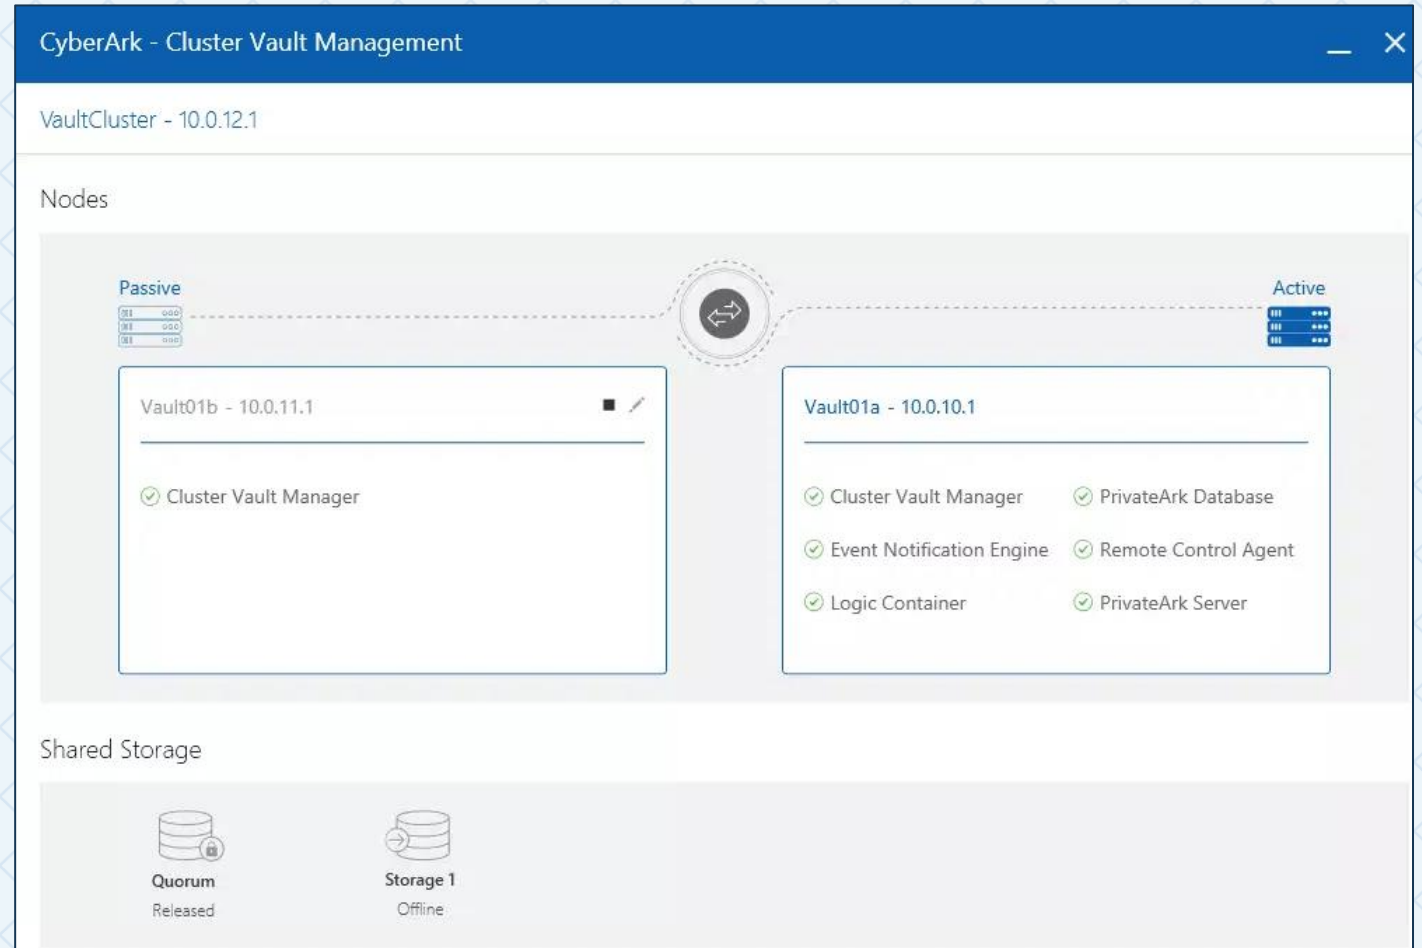 CyberArk - Cluster Vault Management
VaultCluster - 10.0.12.1
Nodes
Passive
Active
Vault01b - 10.0.11.1
Cluster Vault Manager
Vault01a - 10.0.10.1
Cluster Vault Manager
PrivateArk Database
Event Notification Engine
Remote Control Agent
Logic Container
PrivateArk Server
Shared Storage
Quorum
Released
Storage 1
Offline